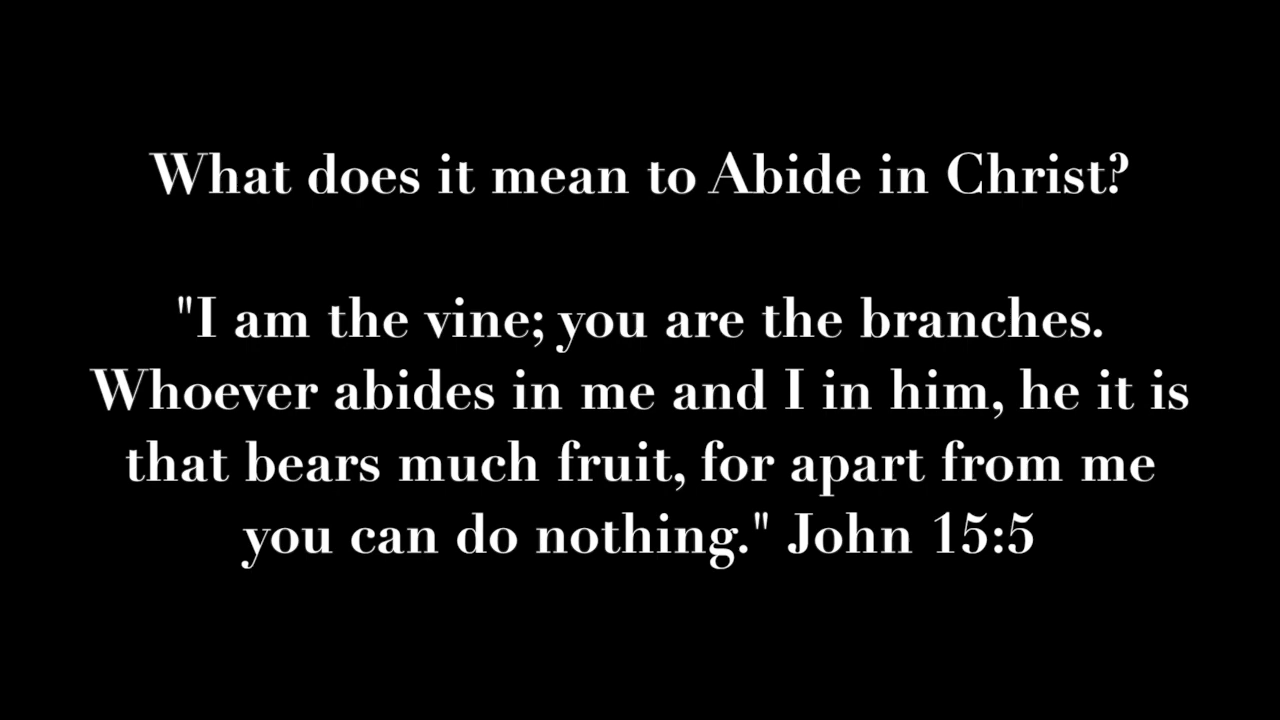 What does it mean to Abide in Christ?
"I am the vine; you are the branches.
Whoever abides in me and I in him, he it is
that bears much fruit, for apart from me
you can do nothing." John 15:5